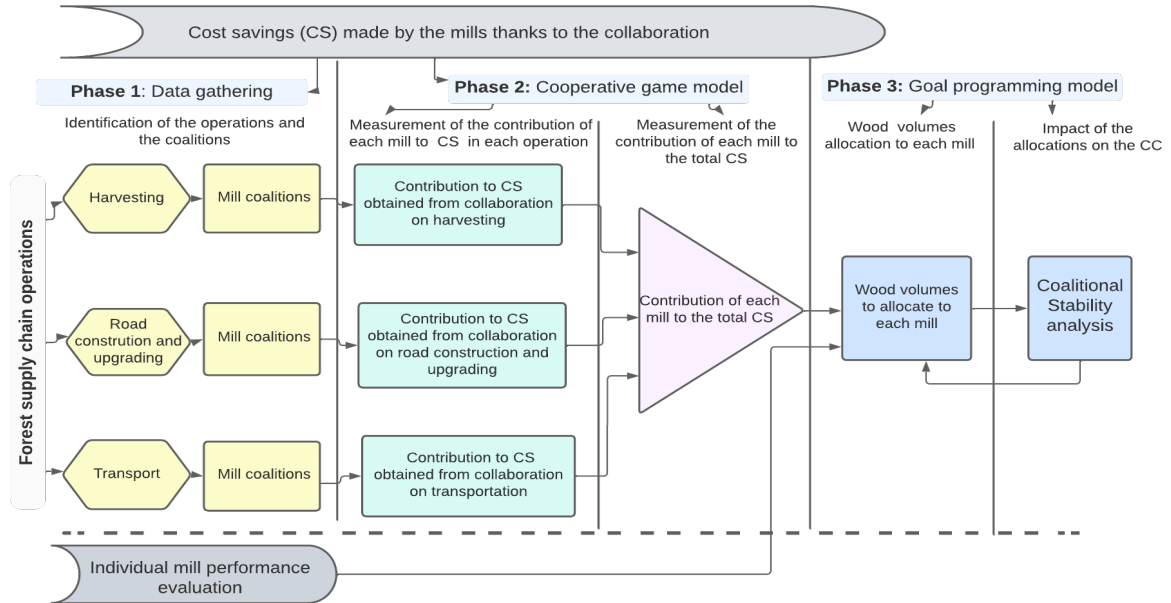 Cost savings (CS) made by the mills thanks to the collaboration
Phase 1: Data gathering
Identification of the operations and
the coalitions
Phase 2: Cooperative game model
Measurement of the contribution of
each mill to CS in each operation
Measurement of the
contribution of each mill to
the total CS
Phase 3: Goal programming model
Wood volumes
allocation to each mill
Impact of the
allocations on the CC
Forest supply chain operations
Harvesting
Mill coalitions
Contribution to CS
obtained from collaboration
on harvesting
Road
constrution and
upgrading
Mill coalitions
Contribution to CS
obtained from collaboration
on road construction and
upgrading
Transport
Mill coalitions
Contribution to CS
obtained from collaboration
on transportation
Contribution of each
mill to the total CS
Wood volumes
to allocate to
each mill
Coalitional
Stability
analysis
Individual mill performance
evaluation